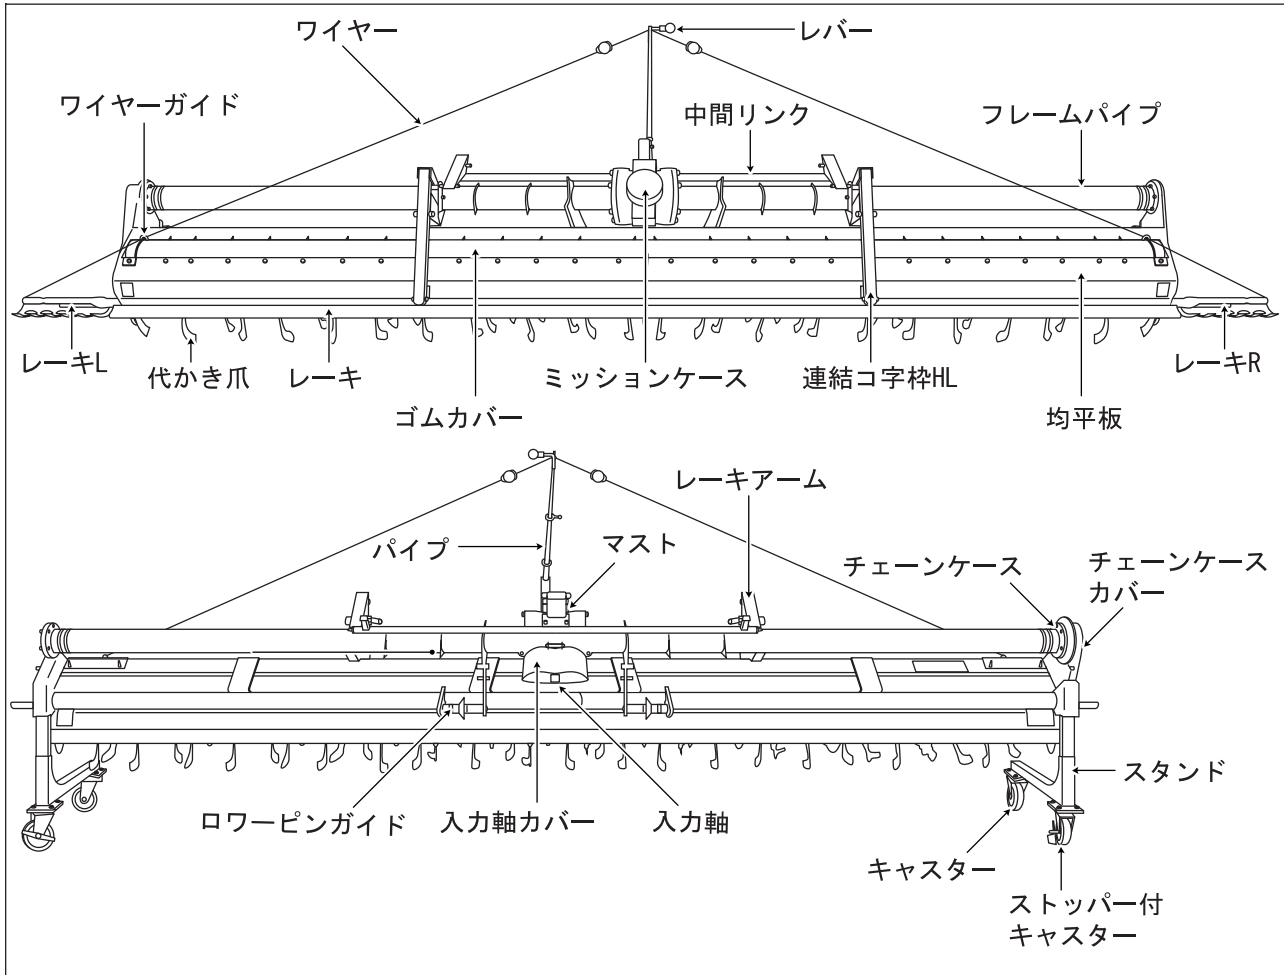 ワイヤー
レバー
ワイヤーガイド
中間リンク
フレームパイプ
レーキL
代かき爪
レーキ
ミッションケース
連結コ字枠HL
レーキR
ゴムカバー
均平板
レーキアーム
パイプ
マスト
チェーンケース
チェーンケース
カバー
スタンド
ロワーピンガイド
入力軸カバー
入力軸
キャスター
ストッパー付
キャスター